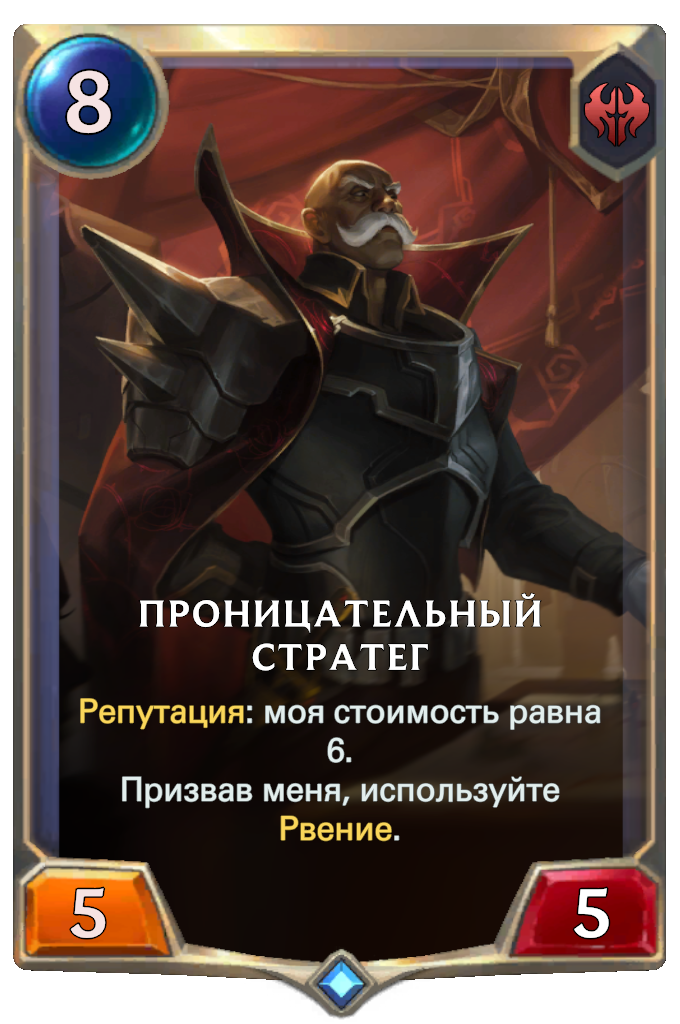 8
ПРОНИЦАТЕЛЬНЫЙ
СТРАТЕГ
Репутация: моя стоимость равна
6.
Призвав меня, используйте
Рвение.
5
5